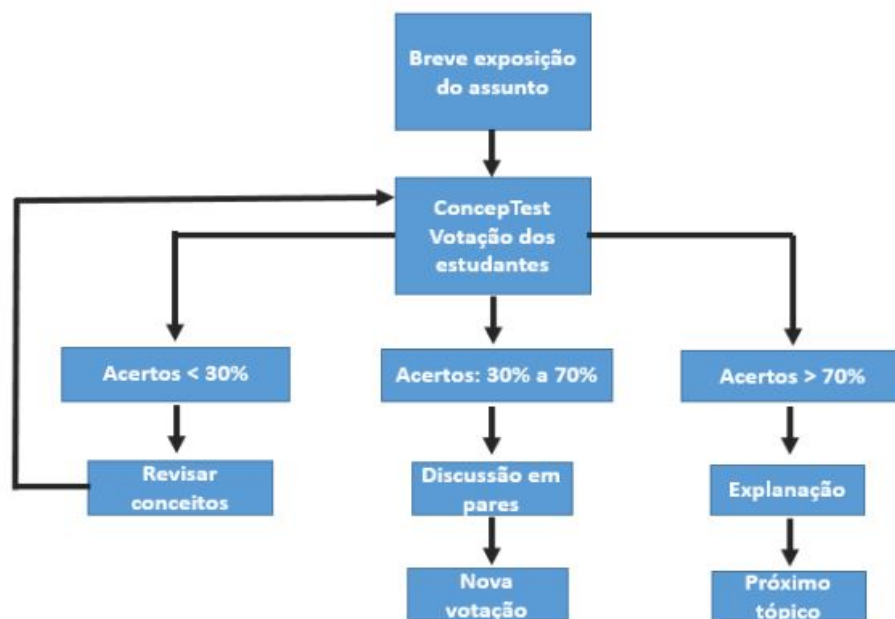 Breve exposição
do assunto
ConcepTest
Votação dos
estudantes
Acertos < 30%
Acertos: 30% a 70%
Acertos > 70%
Revisar
conceitos
Discussão em
pares
Explanação
Nova
votação
Próximo
tópico